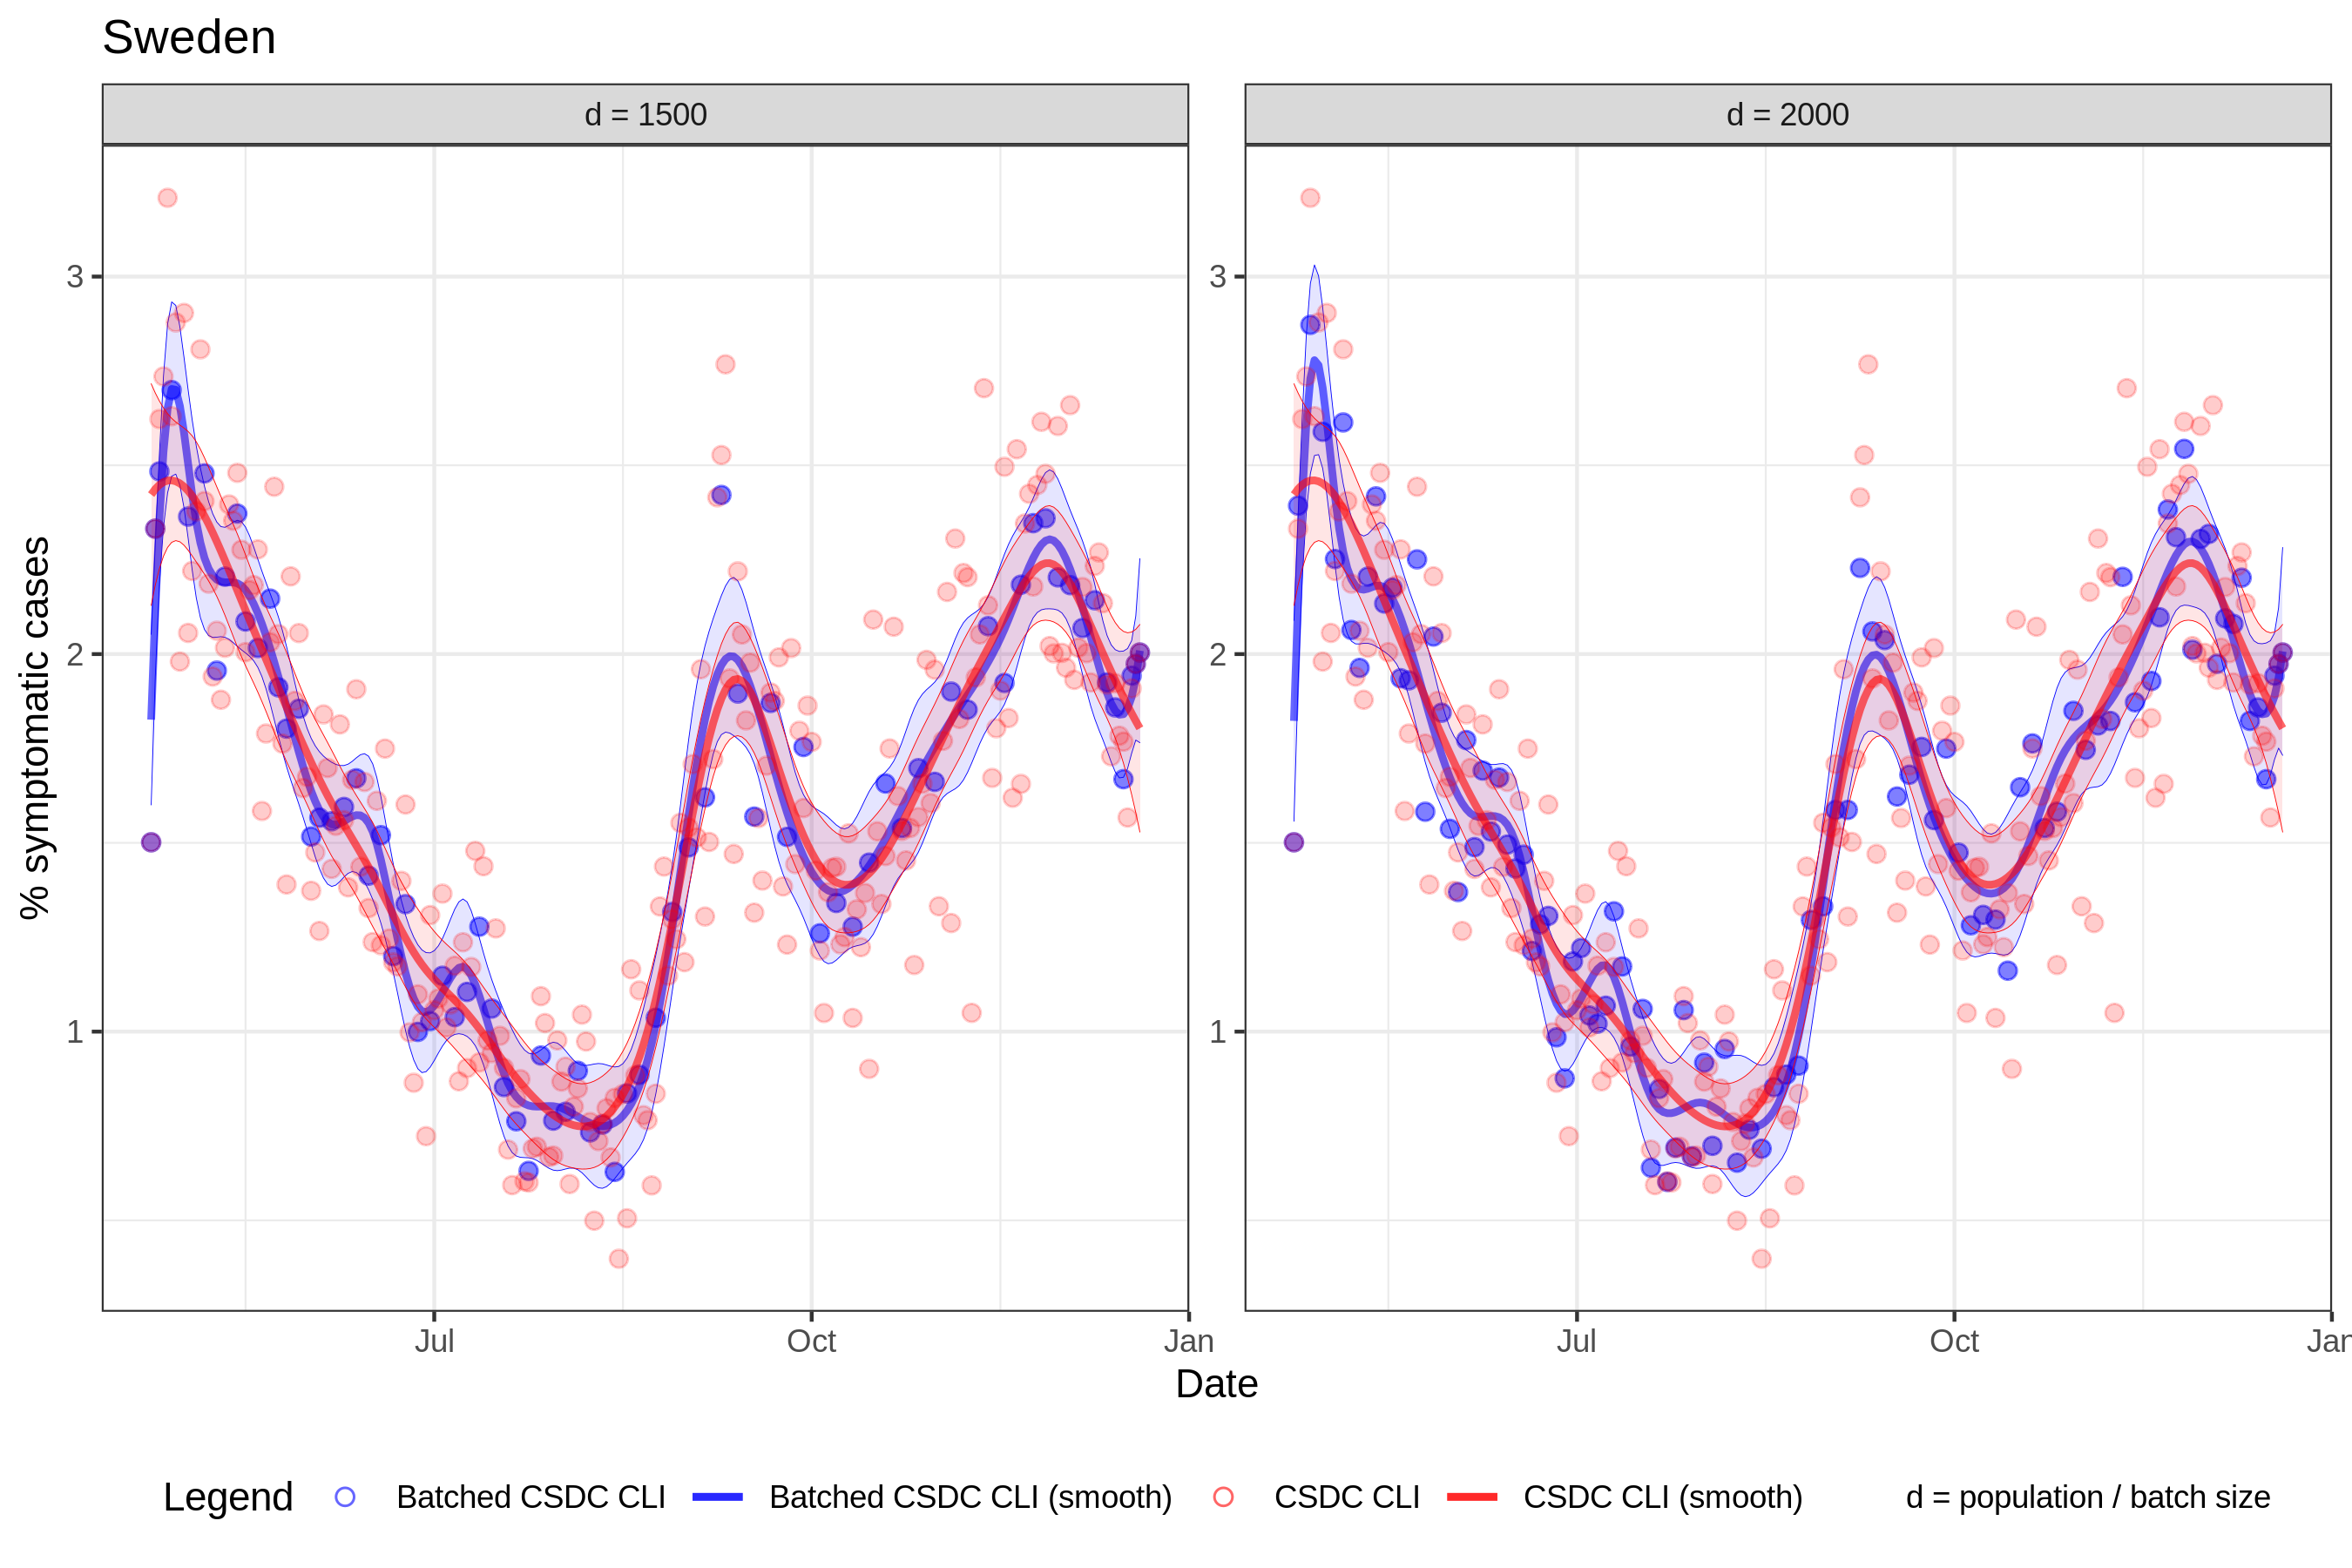 Sweden
d = 1500
d = 2000
% symptomatic cases
3
2
1
3
2
1
Jul
Oct
Jan
Jul
Oct
Jan
Date
Legend
Batched CSDC CLI
Batched CSDC CLI (smooth)
CSDC CLI
CSDC CLI (smooth)
d = population / batch size